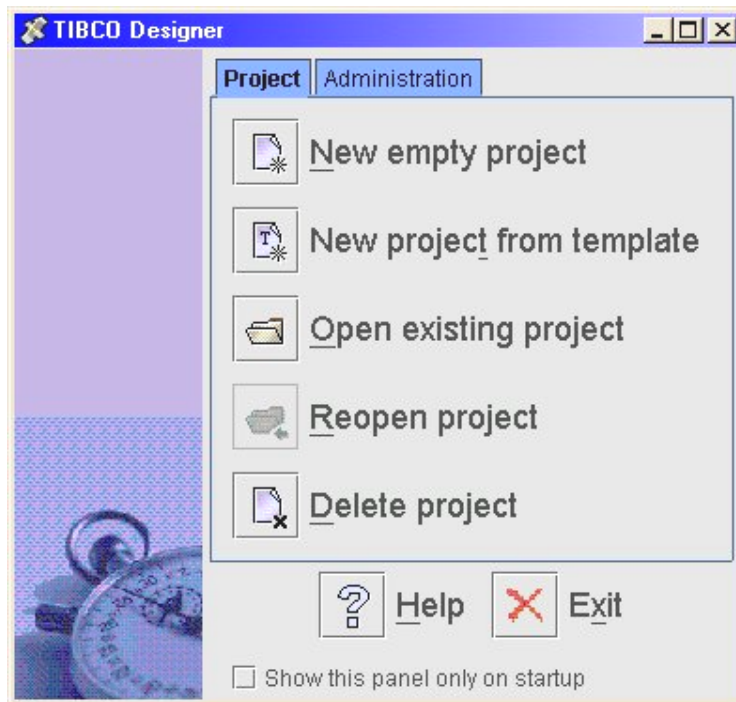 TIBCO Designer
Project Administration
New empty project
New project from template
Open existing project
Reopen project
Delete project
Help Exit
Show this panel only on startup